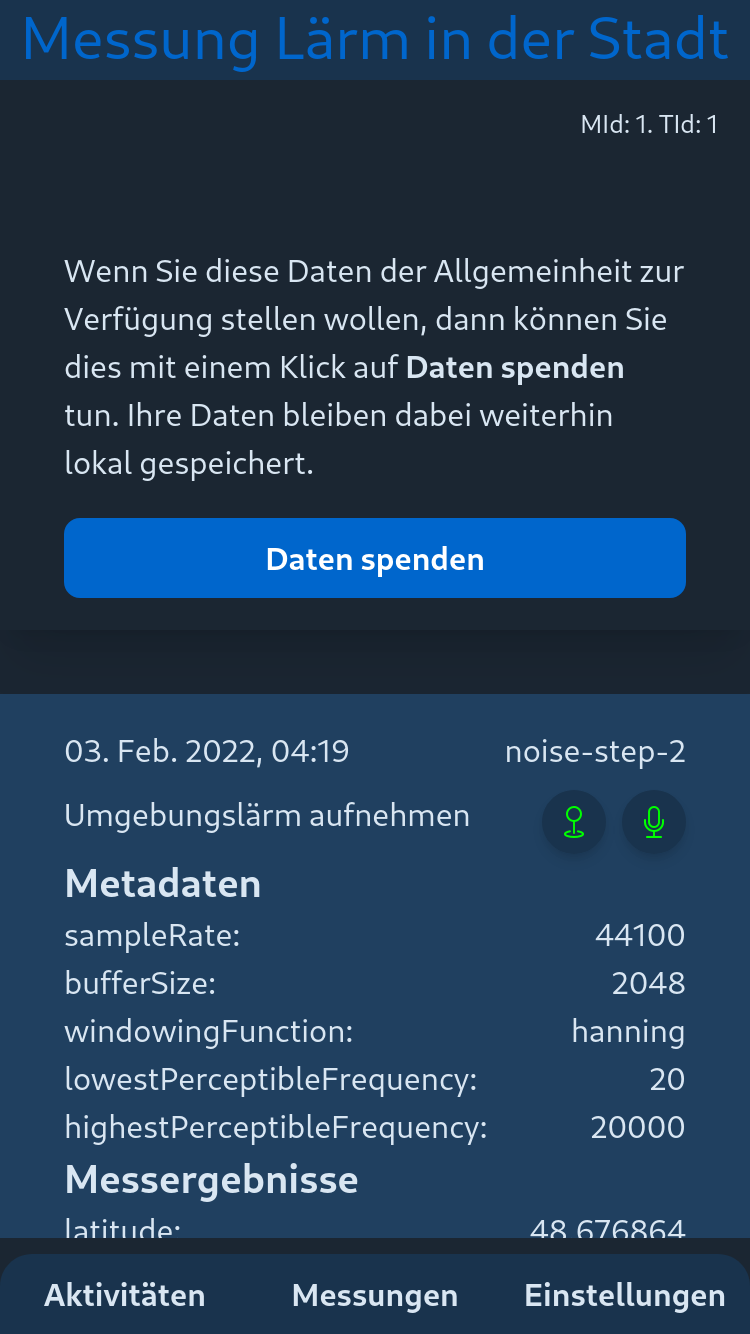 Messung Lärm in der Stadt
MId: 1. TId: 1
Wenn Sie diese Daten der Allgemeinheit zur
Verfügung stellen wollen, dann können Sie
dies mit einem Klick auf Daten spenden
tun. Ihre Daten bleiben dabei weiterhin
lokal gespeichert.
Daten spenden
03. Feb. 2022, 04:19 noise-step-2
Umgebungslärm aufnehmen
Metadaten
sampleRate: 44100
bufferSize: 2048
windowingFunction: hanning
lowestPerceptibleFrequency: 20
highestPerceptibleFrequency: 20000
Messergebnisse
latitude: 48.676864
Aktivitäten Messungen Einstellungen